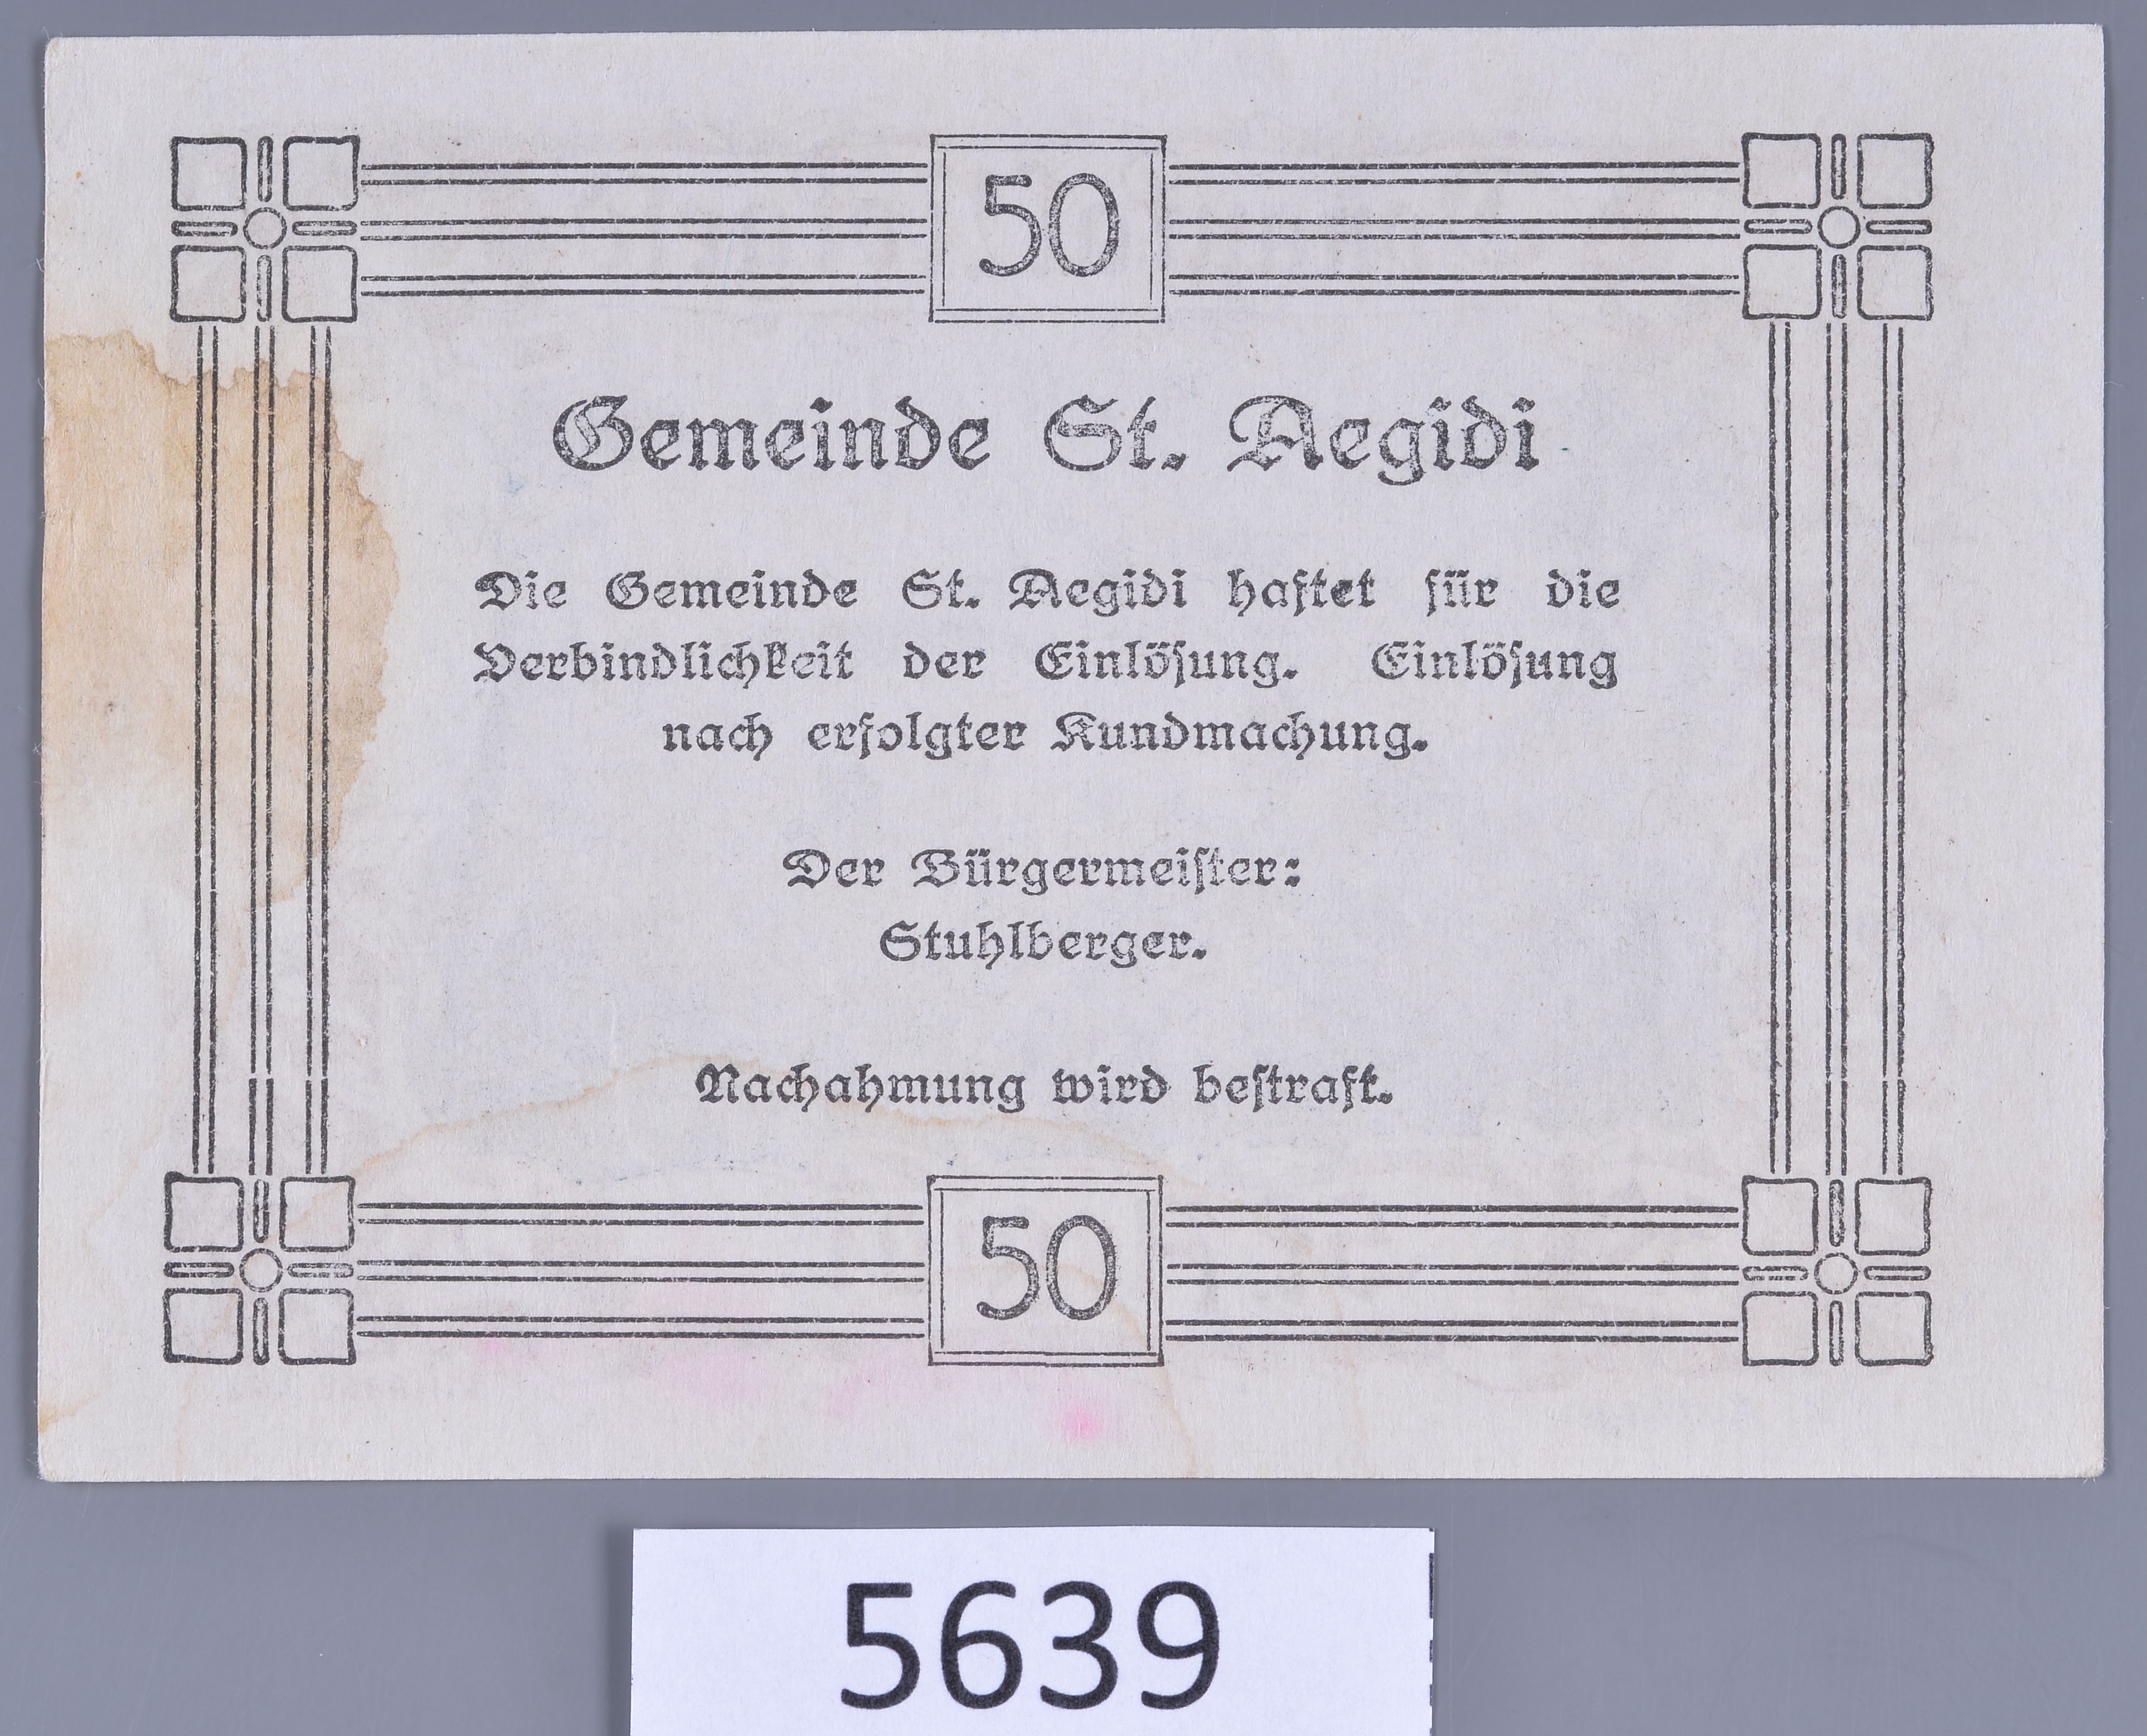 50
Gemeinde St. Aegidi
Die Gemeinde St. Aegidi haftet für die
Verbindlichkeit der Einlösung. Einlösung
nach erfolgter Kundmachung.
Der Bürgermeister:
Stuhlberger.
Nachahmung wird bestraft.
50
5639